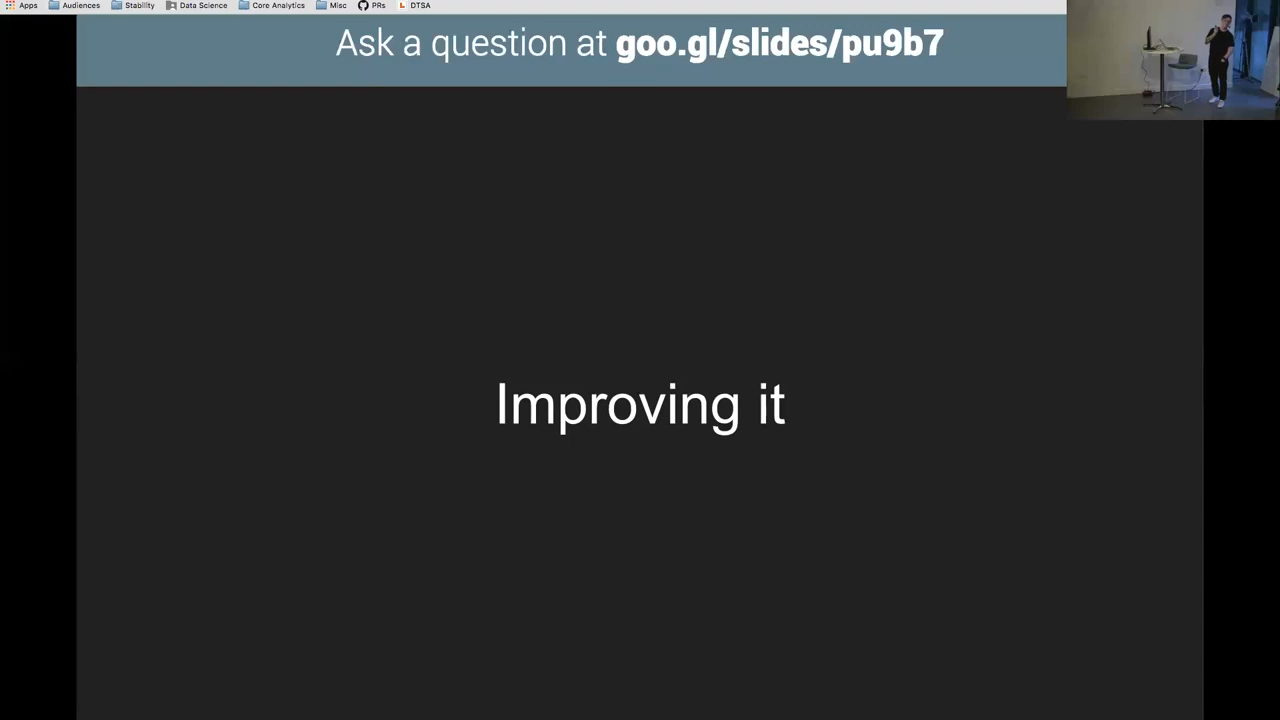 Apps Audiences Stability Data Science Core Analytics Misc PRs DTSA
Ask a question at goo.gl/slides/pu9b7
Improving it